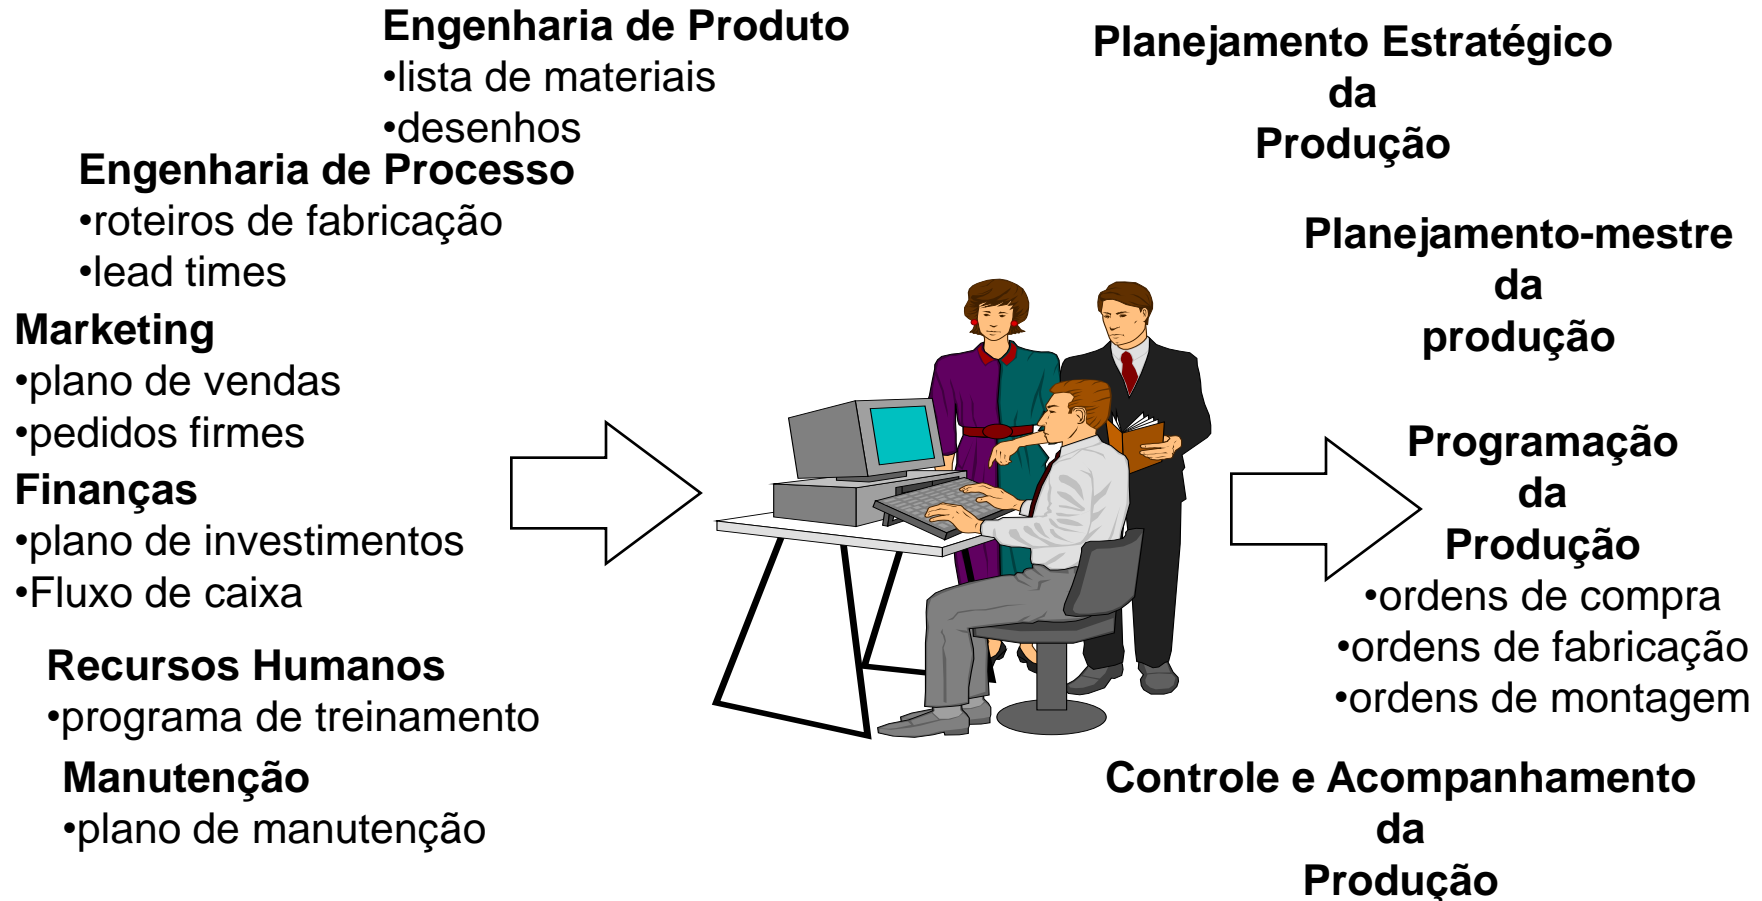 Engenharia de Produto
•lista de materiais
•desenhos
Engenharia de Processo
•roteiros de fabricação
•lead times
Marketing
•plano de vendas
•pedidos firmes
Finanças
•plano de investimentos
•Fluxo de caixa
Recursos Humanos
•programa de treinamento
Manutenção
•plano de manutenção
Planejamento Estratégico
da
Produção
Planejamento-mestre
da
produção
Programação
da
Produção
•ordens de compra
•ordens de fabricação
•ordens de montagem
Controle e Acompanhamento
da
Produção